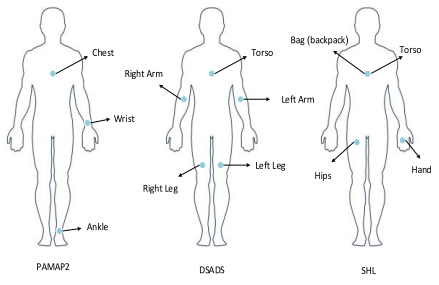 Chest
Wrist
Ankle
PAMAP2
Torso
Right Arm
Left Arm
Left Leg
Right Leg
DSADS
Bag (backpack)
Torso
Hips
Hand
SHL